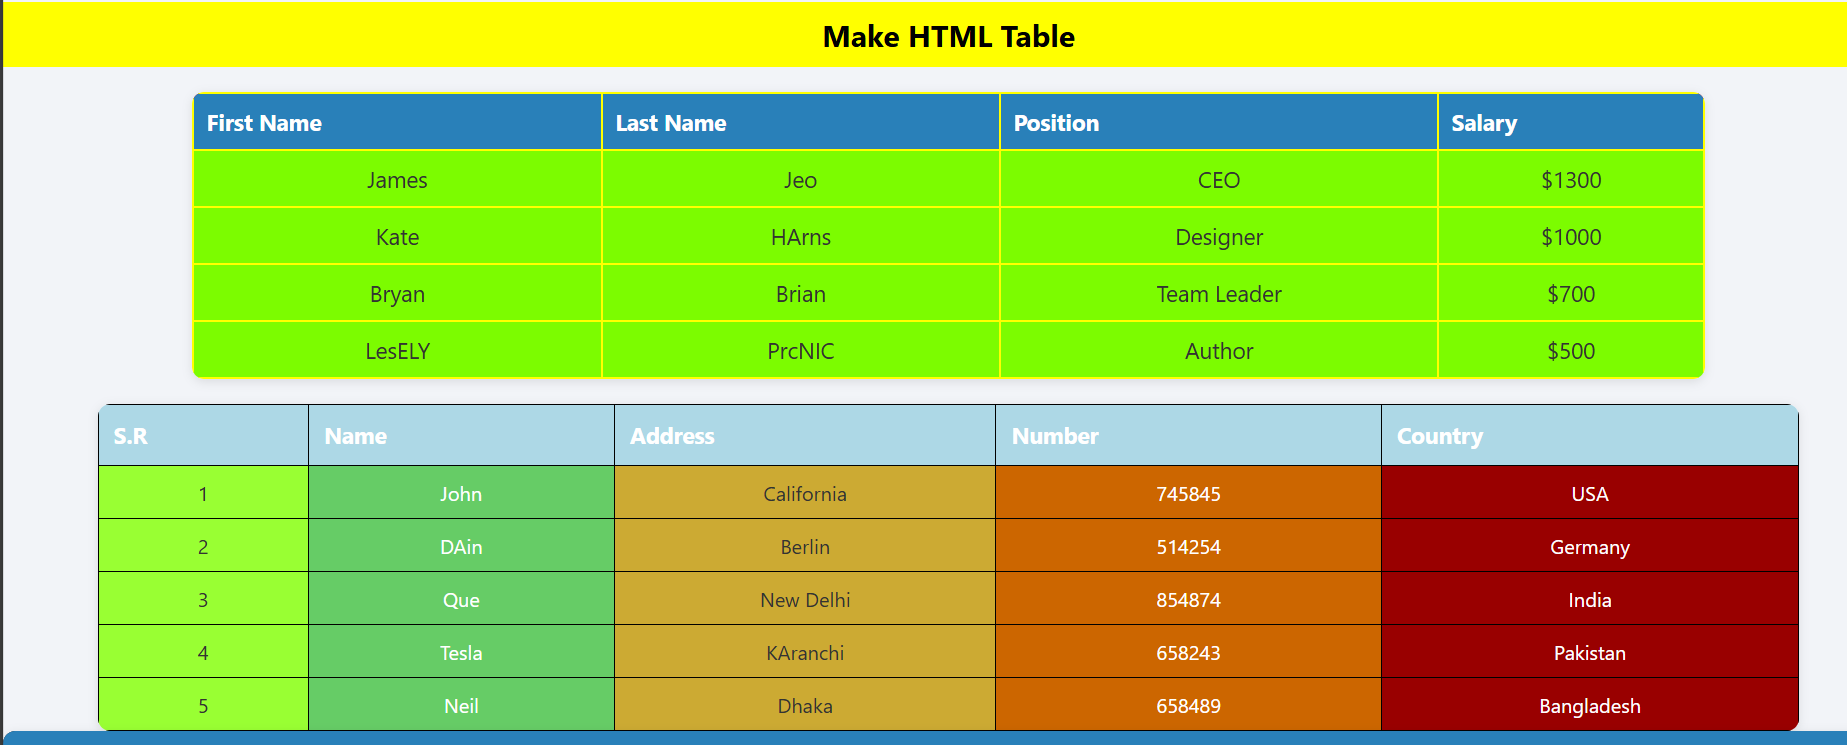 Make HTML Table
First Name Last Name Position Salary
James Jeo CEO $1300
Kate HArns Designer $1000
Bryan Brian Team Leader $700
LesELY PrcNIC Author $500
S.R Name Address Number Country
1 John California 745845 USA
2 DAin Berlin 514254 Germany
3 Que New Delhi 854874 India
4 Tesla KAranchi 658243 Pakistan
5 Neil Dhaka 658489 Bangladesh